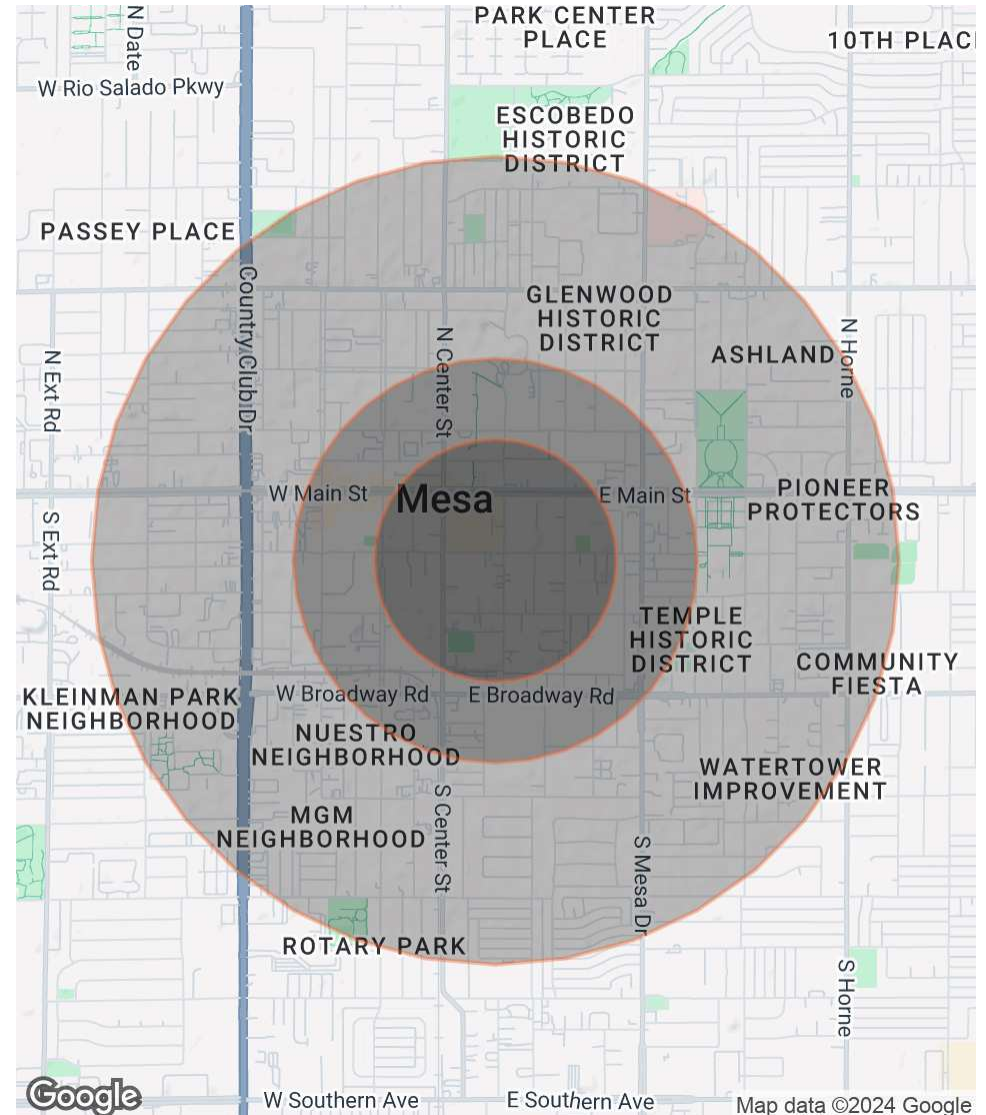 PARK CENTER
PLACE
N Date
10TH PLAC
W Rio Salado Pkwy
ESCOBEDO
HISTORIC
DISTRICT
PASSEY PLACE
Country Club Dr
GLENWOOD
HISTORIC
DISTRICT
N Center St
ASHLAND
N Horne
N Ext Rd
W Main St
Mesa
E Main St
PIONEER
PROTECTORS
S Ext Rd
TEMPLE
HISTORIC
DISTRICT
COMMUNITY
FIESTA
KLEINMAN PARK
NEIGHBORHOOD
W Broadway Rd
E Broadway Rd
NUESTRO
NEIGHBORHOOD
WATERTOWER
IMPROVEMENT
MGM
NEIGHBORHOOD
S Center St
S Mesa Dr
ROTARY PARK
S Horne
Google
W Southern Ave
E Southern Ave
Map data ©2024 Google